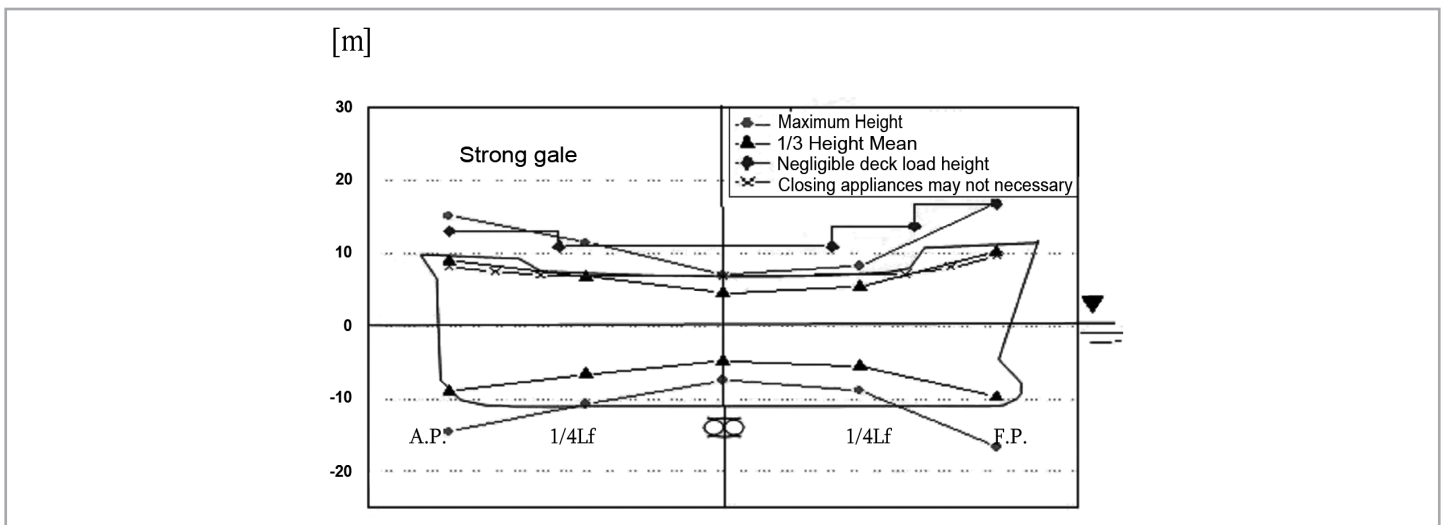 [m]
30
Maximum Height
1/3 Height Mean
Strong gale
Negligible deck load height
20
Closing appliances may not necessary
10
0
-10
A.P.
1/4Lf
1/4Lf
F.P.
-20